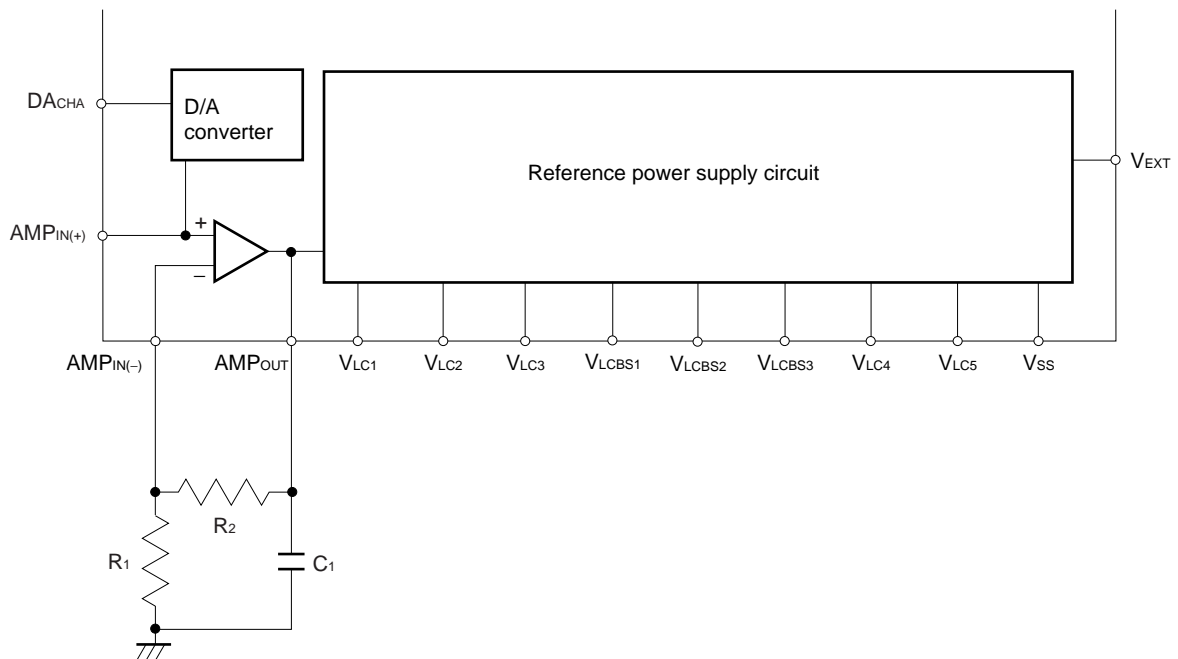 DACHA
D/A
converter
Reference power supply circuit
VEXT
AMPIN(+)
+
−
AMPIN(−)
AMPOUT
VLC1
VLC2
VLC3
VLCBS1
VLCBS2
VLCBS3
VLC4
VLC5
VSS
R2
R1
C1